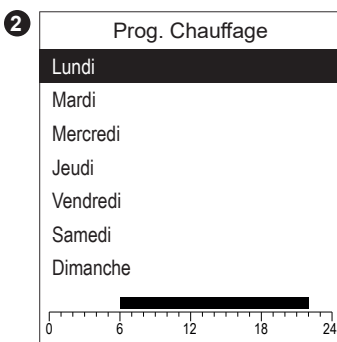 2
Prog. Chauffage
Lundi
Mardi
Mercredi
Jeudi
Vendredi
Samedi
Dimanche
0 6 12 18 24